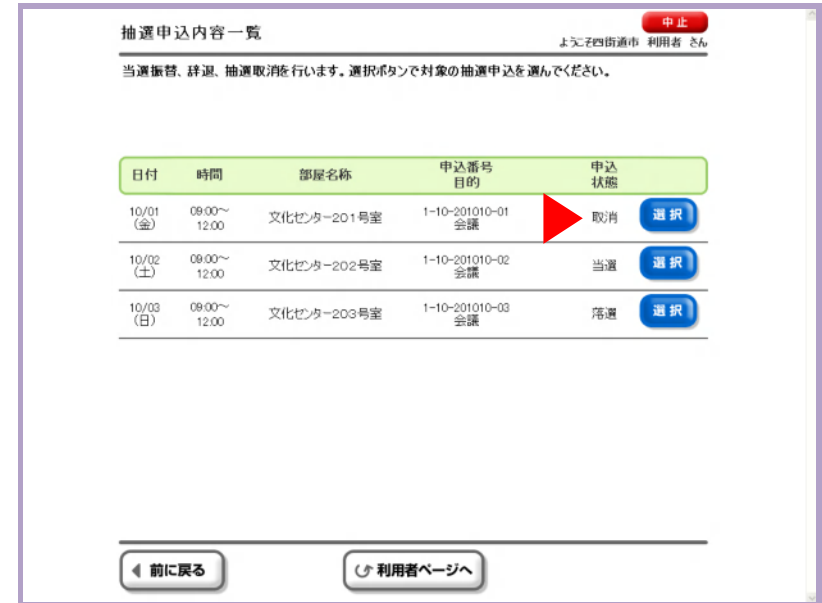 抽選申込内容一覧
中止
ようこそ四街道市 利用者 さん
当選振替、辞退、抽選取消を行います。選択ボタンで対象の抽選申込を選んでください。
日付 時間 部屋名称 申込番号 申込
目的 状態
10/01 09:00～ 文化センター201号室 1-10-201010-01 取消 選択
(金) 12:00 会議
10/02 09:00～ 文化センター202号室 1-10-201010-02 当選 選択
(土) 12:00 会議
10/03 09:00～ 文化センター203号室 1-10-201010-03 落選 選択
(日) 12:00 会議
前に戻る 利用者ページへ